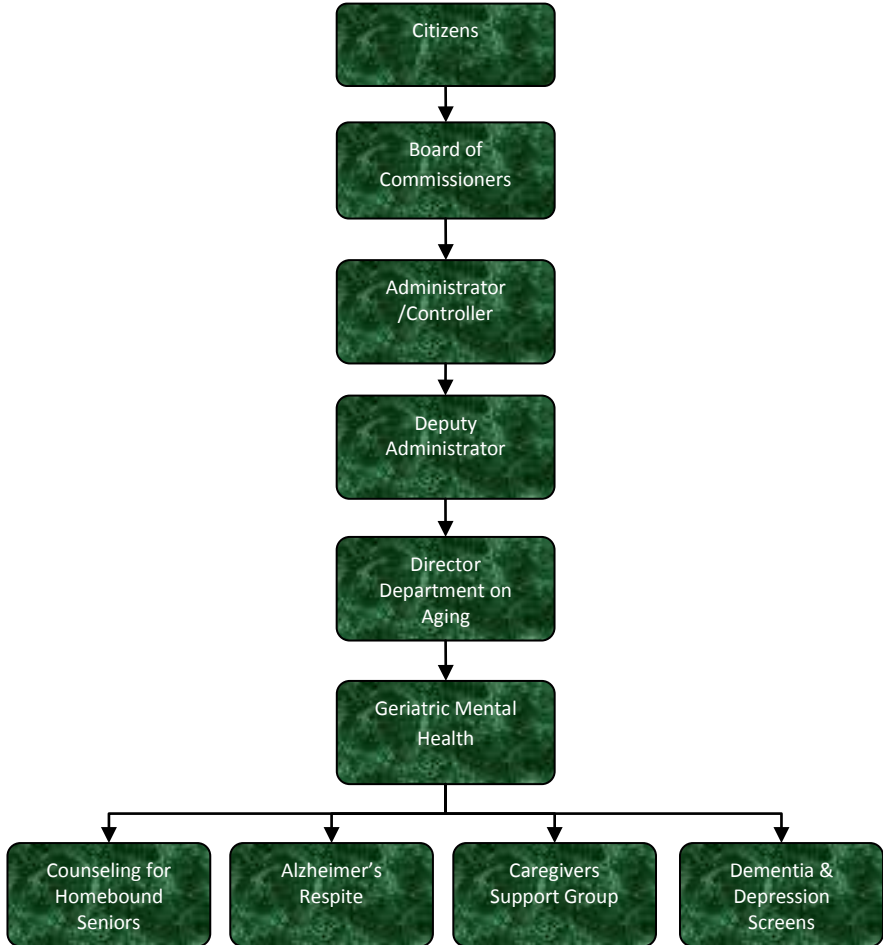 Citizens
Board of
Commissioners
Administrator
/Controller
Deputy
Administrator
Director
Department on
Aging
Geriatric Mental
Health
Counseling for
Homebound
Seniors
Alzheimer’s
Respite
Caregivers
Support Group
Dementia &
Depression
Screens